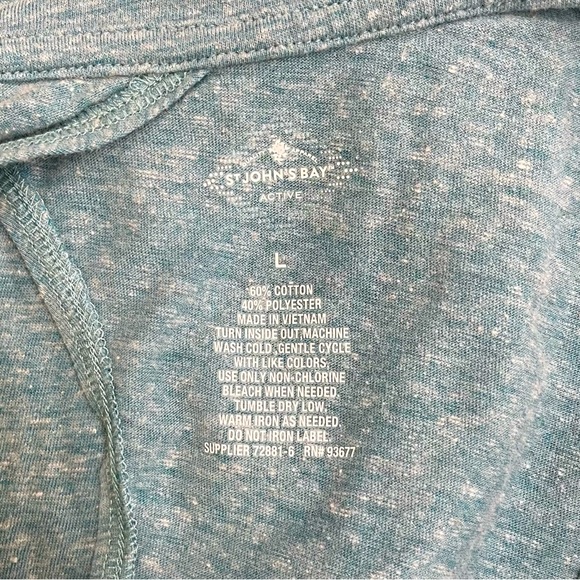 ST JOHN'S BAY
ACTIVE
L
60% COTTON
40% POLYESTER
MADE IN VIETNAM
TURN INSIDE OUT, MACHINE
WASH COLD, GENTLE CYCLE
WITH LIKE COLORS,
USE ONLY NON-CHLORINE
BLEACH WHEN NEEDED.
TUMBLE DRY LOW,
WARM IRON AS NEEDED.
DO NOT IRON LABEL.
SUPPLIER 72881-6 RN# 93677